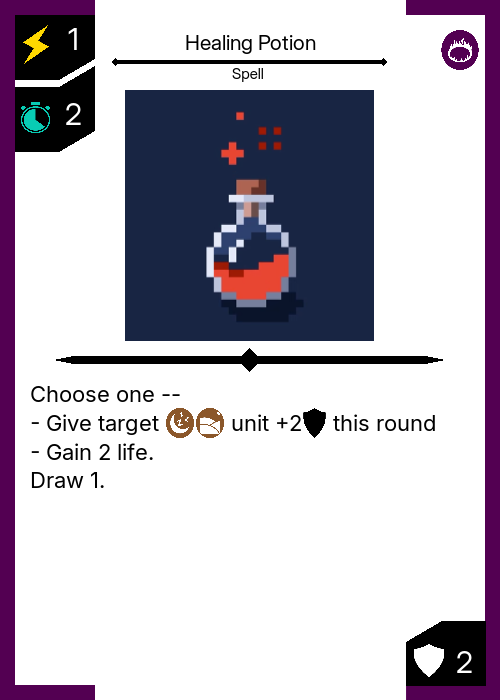 1
Healing Potion
Spell
2
Choose one --
- Give target unit +2 this round
- Gain 2 life.
Draw 1.
2